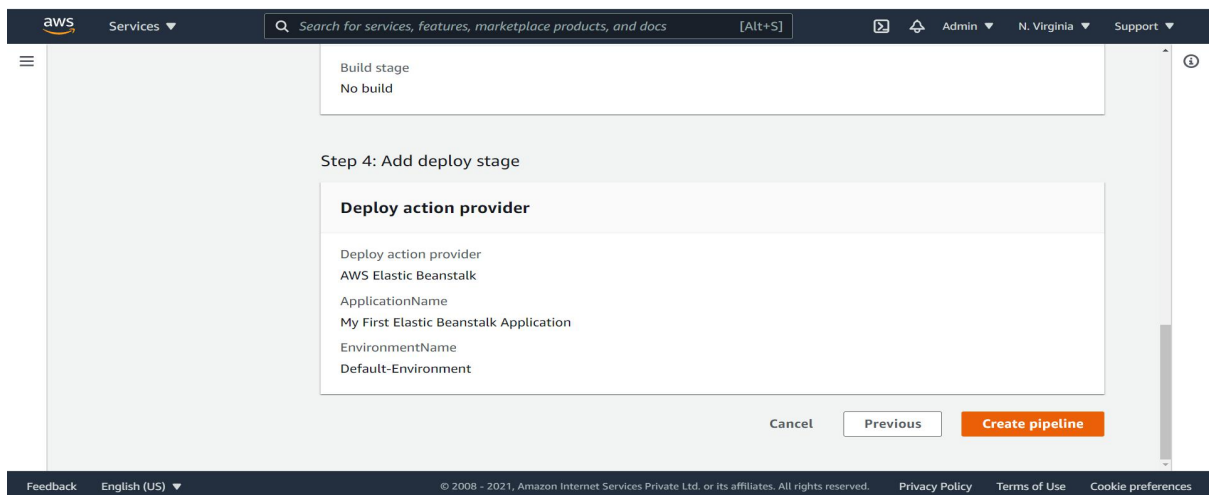 aws Services ▼ Search for services, features, marketplace products, and docs [Alt+S] Admin ▼ N. Virginia ▼ Support ▼
Build stage
No build
Step 4: Add deploy stage
Deploy action provider
Deploy action provider
AWS Elastic Beanstalk
ApplicationName
My First Elastic Beanstalk Application
EnvironmentName
Default-Environment
Cancel Previous Create pipeline
Feedback English (US) ▼ © 2008 - 2021, Amazon Internet Services Private Ltd. or its affiliates. All rights reserved. Privacy Policy Terms of Use Cookie preferences